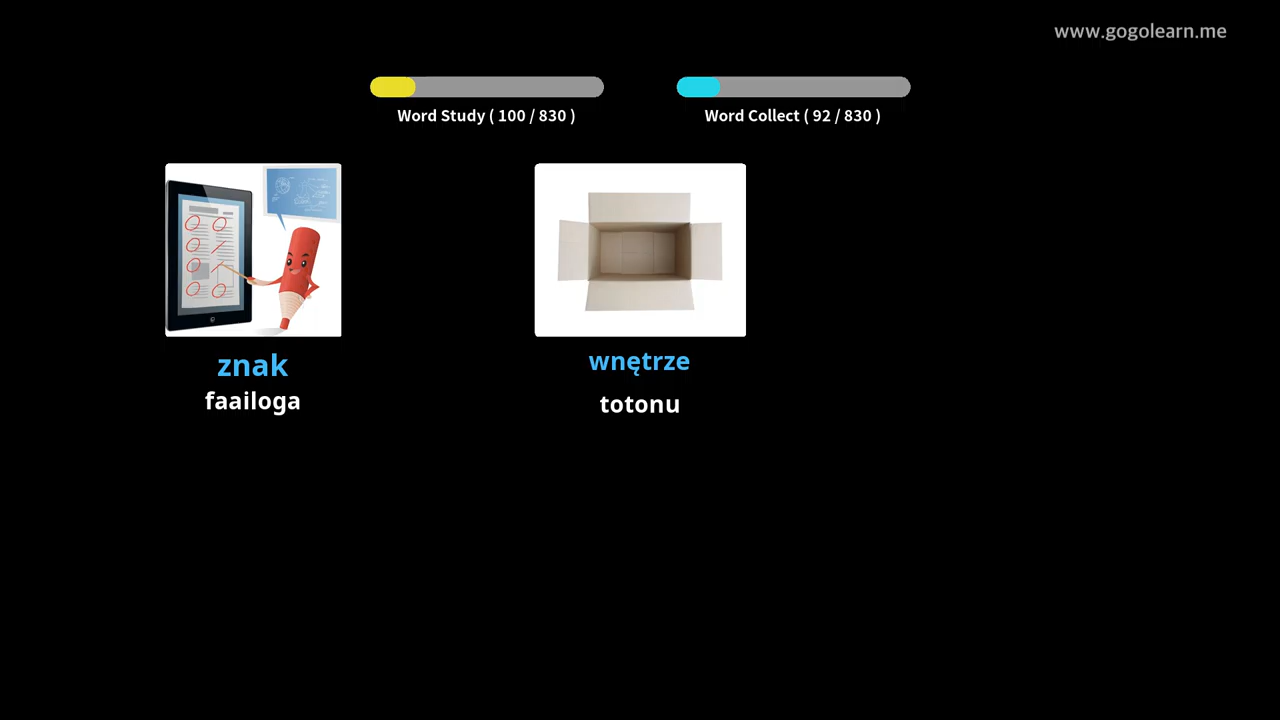 www.gogolearn.me
Word Study ( 100 / 830 )
Word Collect ( 92 / 830 )
znak
faailoga
wnętrze
totonu